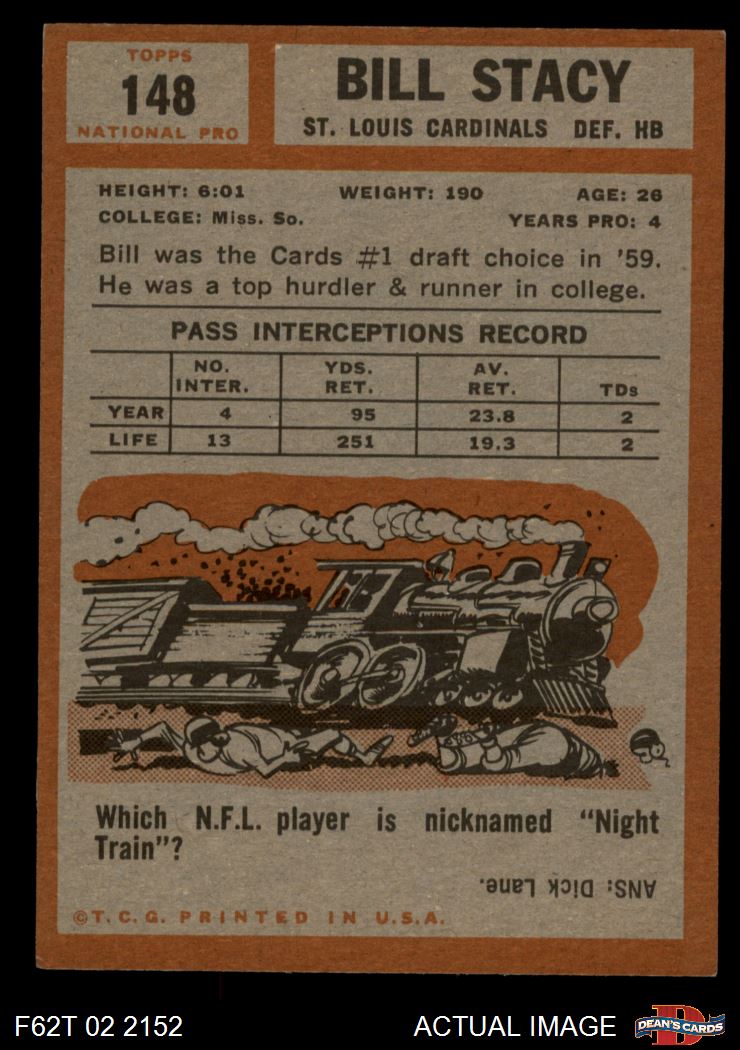 TOPPS
148
NATIONAL PRO
BILL STACY
ST. LOUIS CARDINALS DEF. HB
HEIGHT: 6:01 WEIGHT: 190 AGE: 26
COLLEGE: Miss. So. YEARS PRO: 4
Bill was the Cards #1 draft choice in '59.
He was a top hurdler & runner in college.
PASS INTERCEPTIONS RECORD
NO. INTER. YDS. RET. AV. RET. TDs
YEAR 4 95 23.8 2
LIFE 13 251 19.3 2
Which N.F.L. player is nicknamed "Night
Train"?
ANS: Dick Lane.
©T.C.G. PRINTED IN U.S.A.
F62T 02 2152 ACTUAL IMAGE D DEAN'S CARDS